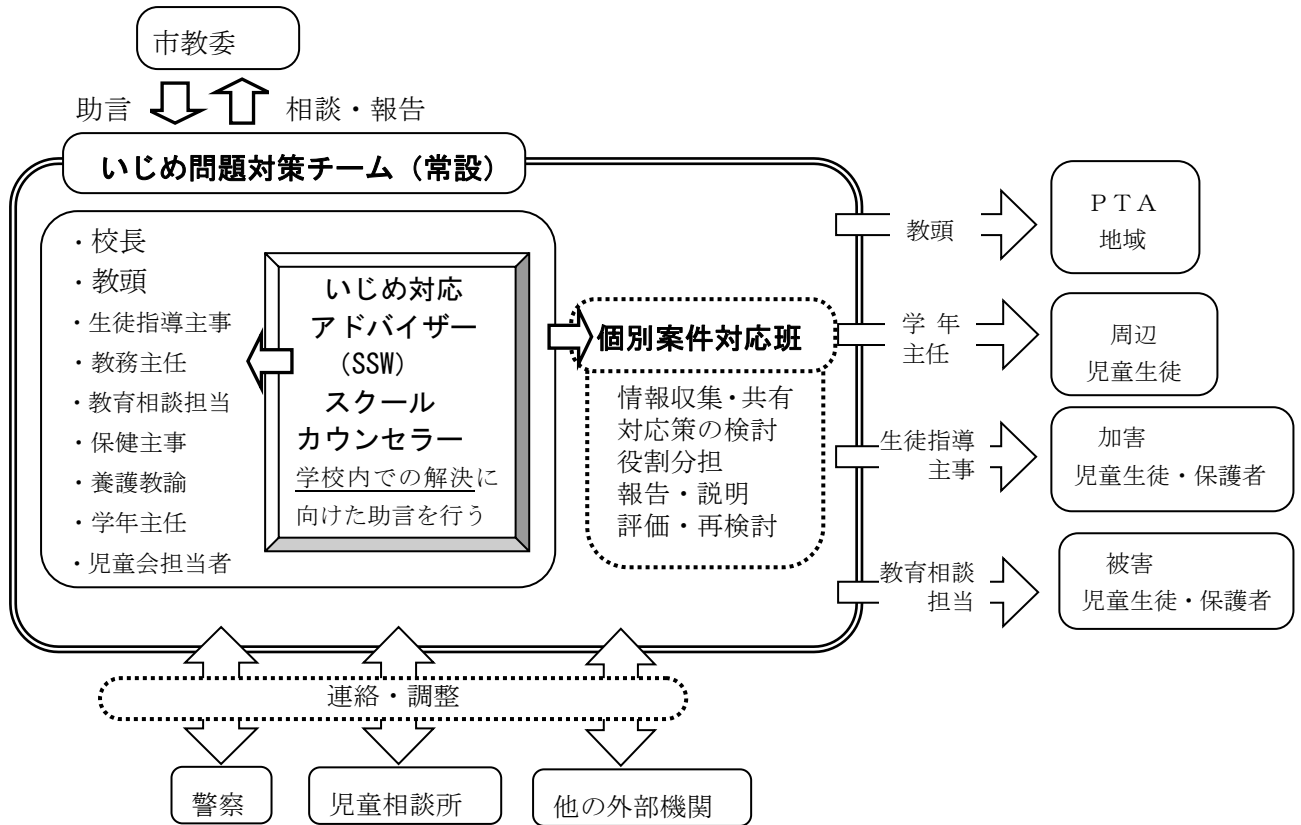 市教委
助言
相談・報告
いじめ問題対策チーム（常設）
・校長
・教頭
・生徒指導主事
・教務主任
・教育相談担当
・保健主事
・養護教諭
・学年主任
・児童会担当者
いじめ対応
アドバイザー
（SSW）
スクール
カウンセラー
学校内での解決に
向けた助言を行う
個別案件対応班
情報収集・共有
対応策の検討
役割分担
報告・説明
評価・再検討
教頭
ＰＴＡ
地域
学年
主任
周辺
児童生徒
生徒指導
主事
加害
児童生徒・保護者
教育相談
担当
被害
児童生徒・保護者
連絡・調整
警察
児童相談所
他の外部機関